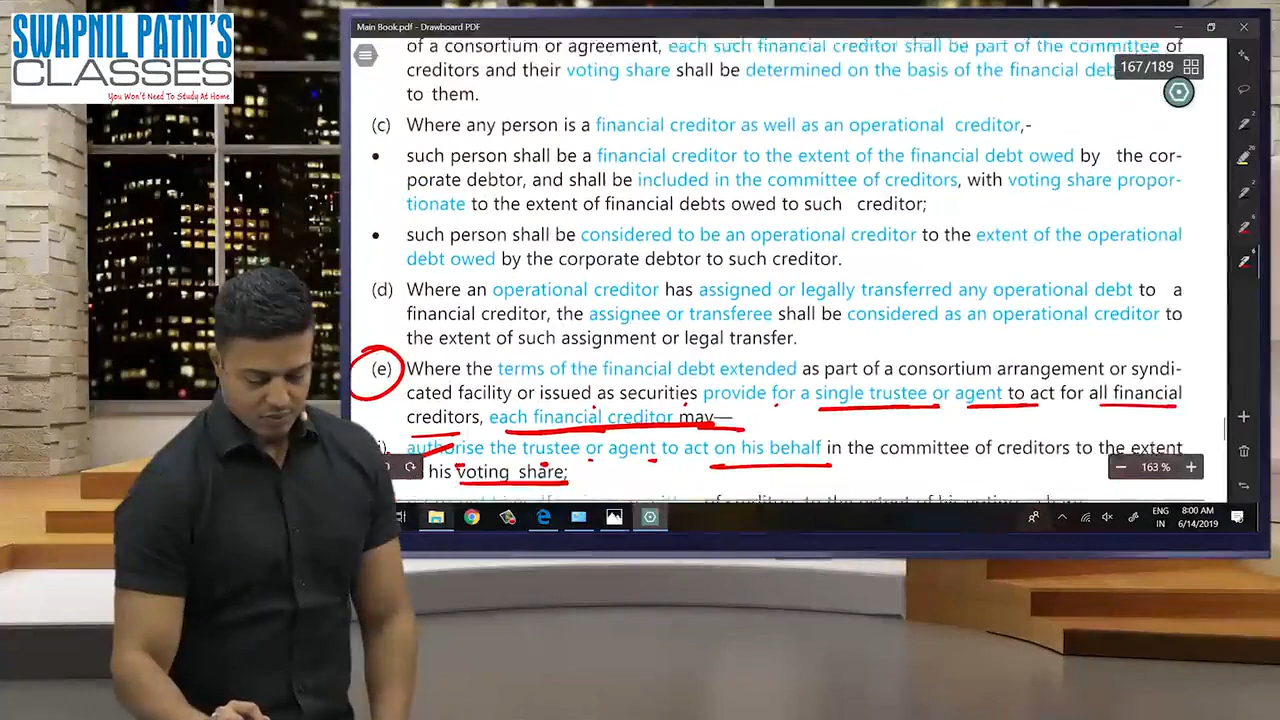 SWAPNIL PATNI'S
CLASSES
You Won't Need To Study At Home
Main Book.pdf - Drawboard PDF
of a consortium or agreement, each such financial creditor shall be part of the committee of
creditors and their voting share shall be determined on the basis of the financial deb
167/189
to them.
(c) Where any person is a financial creditor as well as an operational creditor,-
• such person shall be a financial creditor to the extent of the financial debt owed by the cor-
porate debtor, and shall be included in the committee of creditors, with voting share propor-
tionate to the extent of financial debts owed to such creditor;
• such person shall be considered to be an operational creditor to the extent of the operational
debt owed by the corporate debtor to such creditor.
(d) Where an operational creditor has assigned or legally transferred any operational debt to a
financial creditor, the assignee or transferee shall be considered as an operational creditor to
the extent of such assignment or legal transfer.
(e) Where the terms of the financial debt extended as part of a consortium arrangement or syndi-
cated facility or issued as securities provide for a single trustee or agent to act for all financial
creditors, each financial creditor may—
authorise the trustee or agent to act on his behalf in the committee of creditors to the extent
his voting share;
163 %
ENG
IN
8:00 AM
6/14/2019